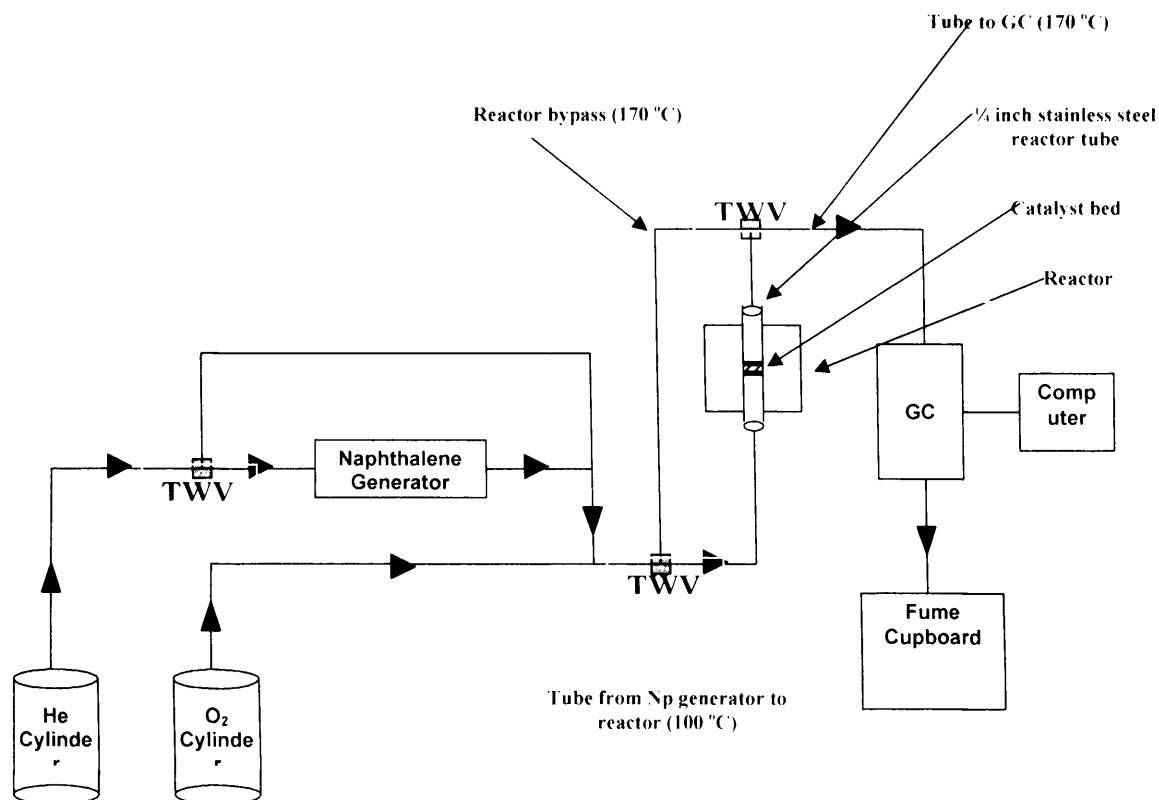 Tube to GC (170 °C)
Reactor bypass (170 °C)
¼ inch stainless steel
reactor tube
TWV
Catalyst bed
Reactor
GC
Comp
uter
Naphthalene
Generator
TWV
TWV
Fume
Cupboard
Tube from Np generator to
reactor (100 °C)
He
Cylinde
r
O₂
Cylinde
r